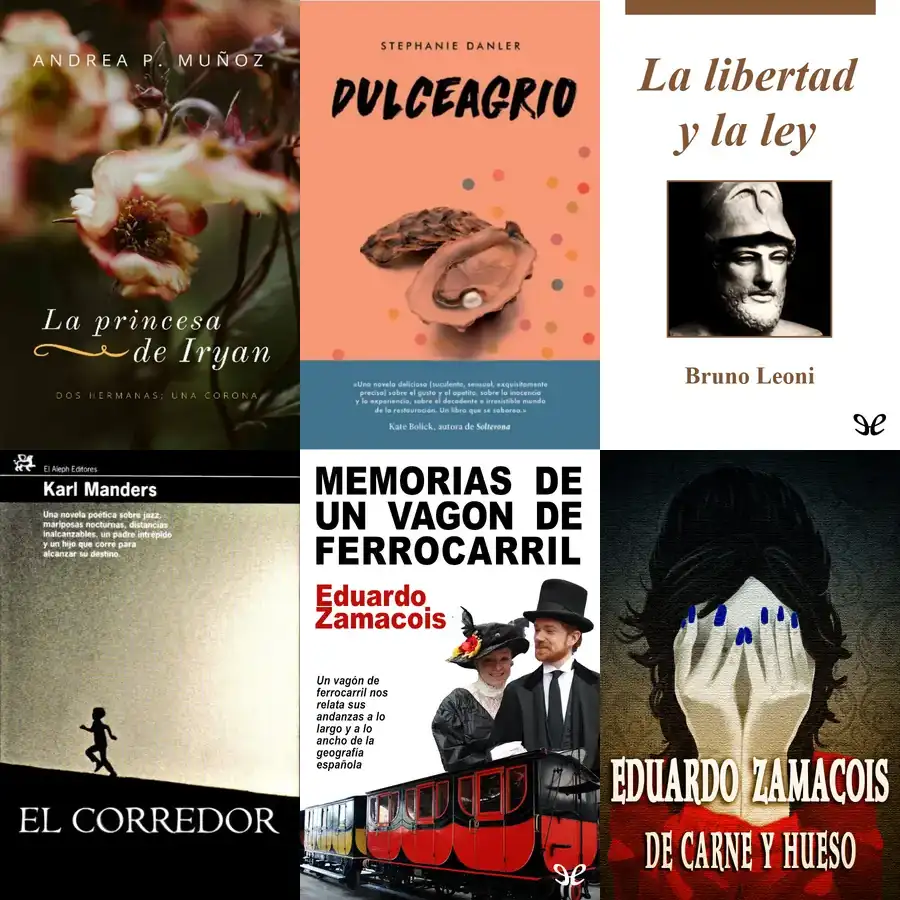 ANDREA P. MUÑOZ
La princesa
de Iryan
DOS HERMANAS; UNA CORONA
STEPHANIE DANLER
DULCEAGRIO
«Una novela deliciosa (suculenta, sensual, exquisitamente
precisa) sobre el gusto y el apetito, sobre la inocencia
y la experiencia, sobre el decadente e irresistible mundo
de la restauración. Un libro que se saborea.»
Kate Bolick, autora de Solterona
La libertad
y la ley
Bruno Leoni
El Aleph Editores
Karl Manders
Una novela poética sobre jazz,
mariposas nocturnas, distancias
inalcanzables, un padre intrépido
y un hijo que corre para
alcanzar su destino.
EL CORREDOR
MEMORIAS DE
UN VAGON DE
FERROCARRIL
Eduardo
Zamacois
Un vagón de
ferrocarril nos
relata sus
andanzas a lo
largo y a lo
ancho de la
geografía
española
EDUARDO ZAMACOIS
DE CARNE Y HUESO